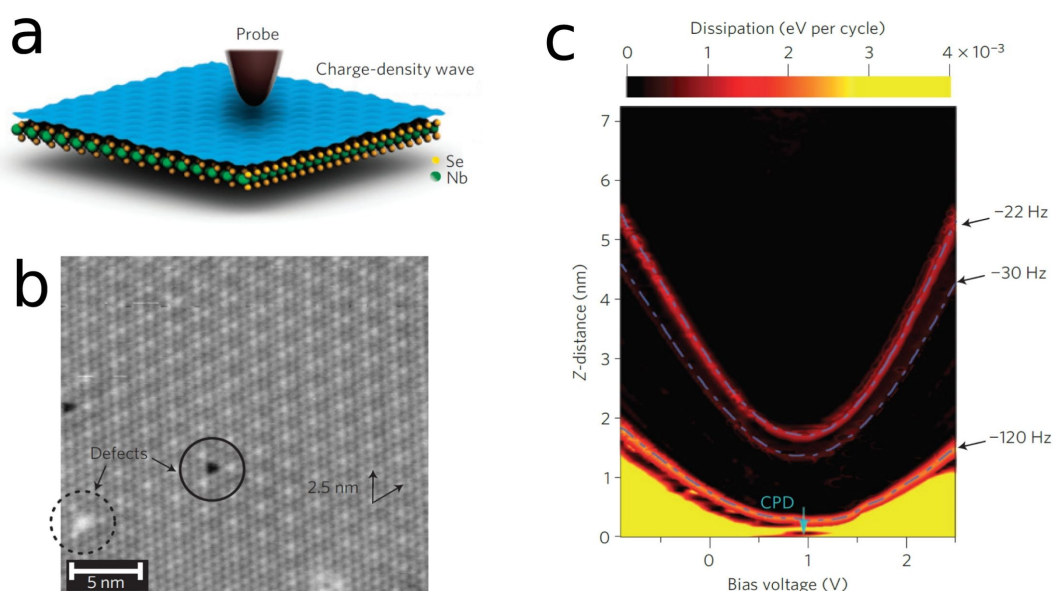 a
Probe
Charge-density wave
Se
Nb
b
Defects
2.5 nm
5 nm
c
Dissipation (eV per cycle)
0 1 2 3 4 × 10⁻³
Z-distance (nm)
7
6
5
4
3
2
1
0
−22 Hz
−30 Hz
−120 Hz
CPD
0 1 2
Bias voltage (V)